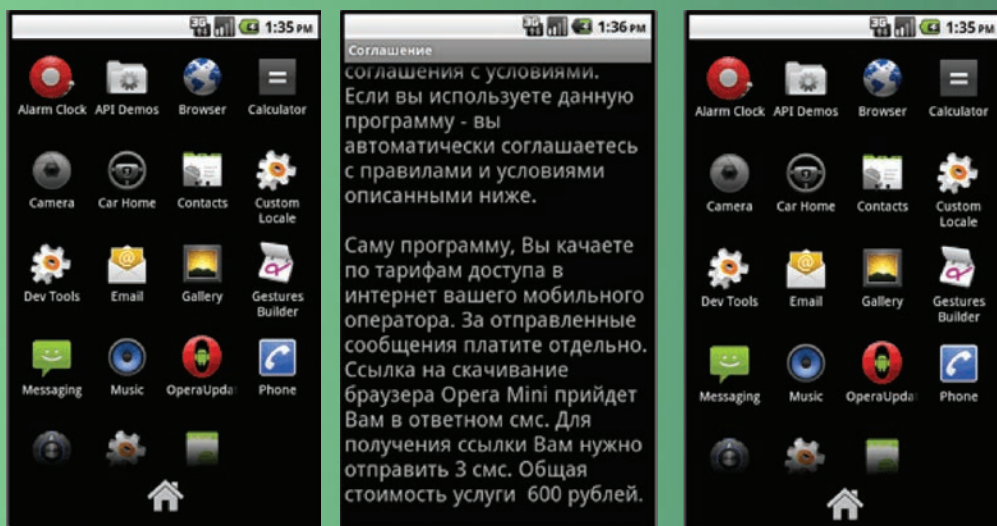 3G 1:35 PM
Alarm Clock API Demos Browser Calculator
Camera Car Home Contacts Custom Locale
Dev Tools Email Gallery Gestures Builder
Messaging Music OperaUpda Phone
3G 1:36 PM
Соглашение
соглашения с условиями.
Если вы используете данную
программу - вы
автоматически соглашаетесь
с правилами и условиями
описанными ниже.
Саму программу, Вы качаете
по тарифам доступа в
интернет вашего мобильного
оператора. За отправленные
сообщения платите отдельно.
Ссылка на скачивание
браузера Opera Mini прийдет
Вам в ответном смс. Для
получения ссылки Вам нужно
отправить 3 смс. Общая
стоимость услуги 600 рублей.
3G 1:35 PM
Alarm Clock API Demos Browser Calculator
Camera Car Home Contacts Custom Locale
Dev Tools Email Gallery Gestures Builder
Messaging Music OperaUpda Phone